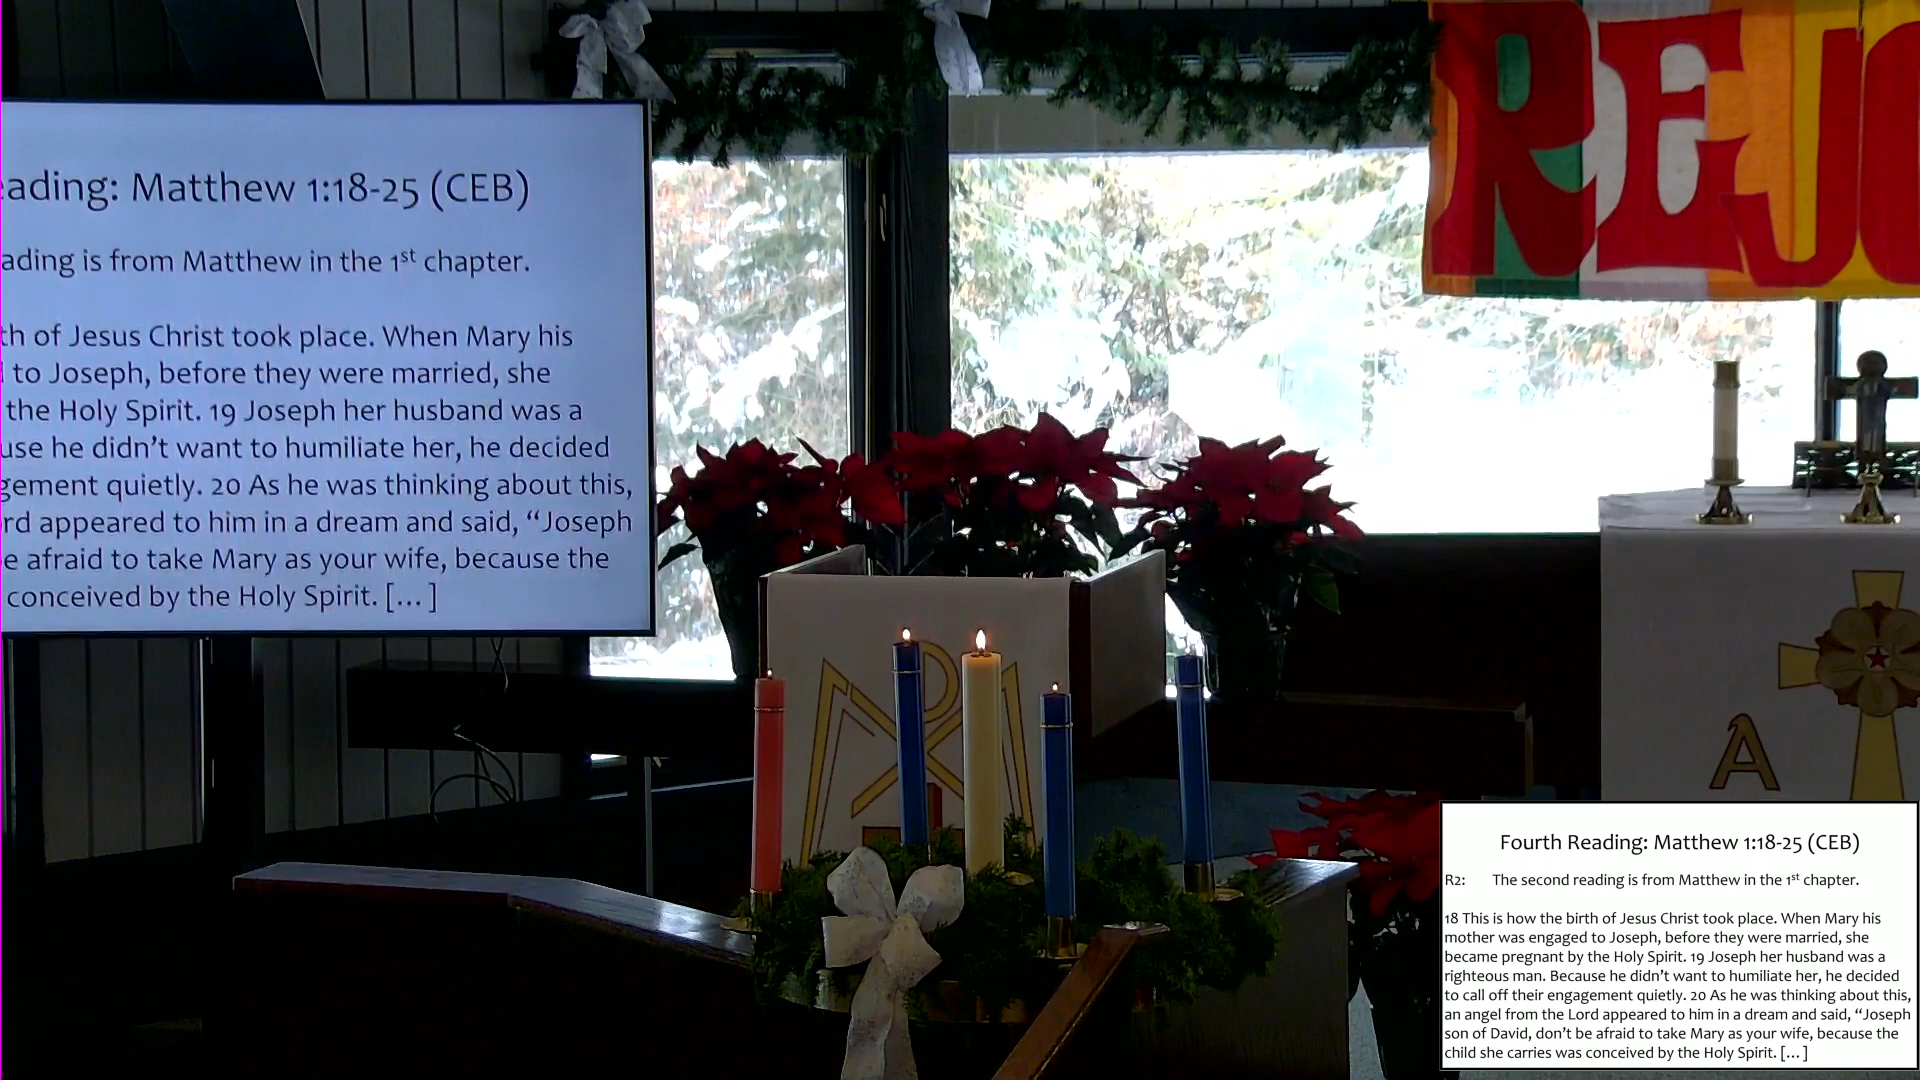 ading: Matthew 1:18-25 (CEB)
ading is from Matthew in the 1st chapter.
th of Jesus Christ took place. When Mary his
to Joseph, before they were married, she
the Holy Spirit. 19 Joseph her husband was a
use he didn't want to humiliate her, he decided
gement quietly. 20 As he was thinking about this,
rd appeared to him in a dream and said, “Joseph
e afraid to take Mary as your wife, because the
conceived by the Holy Spirit. [… ]
REJO
A
Fourth Reading: Matthew 1:18-25 (CEB)
R2: The second reading is from Matthew in the 1st chapter.
18 This is how the birth of Jesus Christ took place. When Mary his
mother was engaged to Joseph, before they were married, she
became pregnant by the Holy Spirit. 19 Joseph her husband was a
righteous man. Because he didn't want to humiliate her, he decided
to call off their engagement quietly. 20 As he was thinking about this,
an angel from the Lord appeared to him in a dream and said, “Joseph
son of David, don't be afraid to take Mary as your wife, because the
child she carries was conceived by the Holy Spirit. [… ]